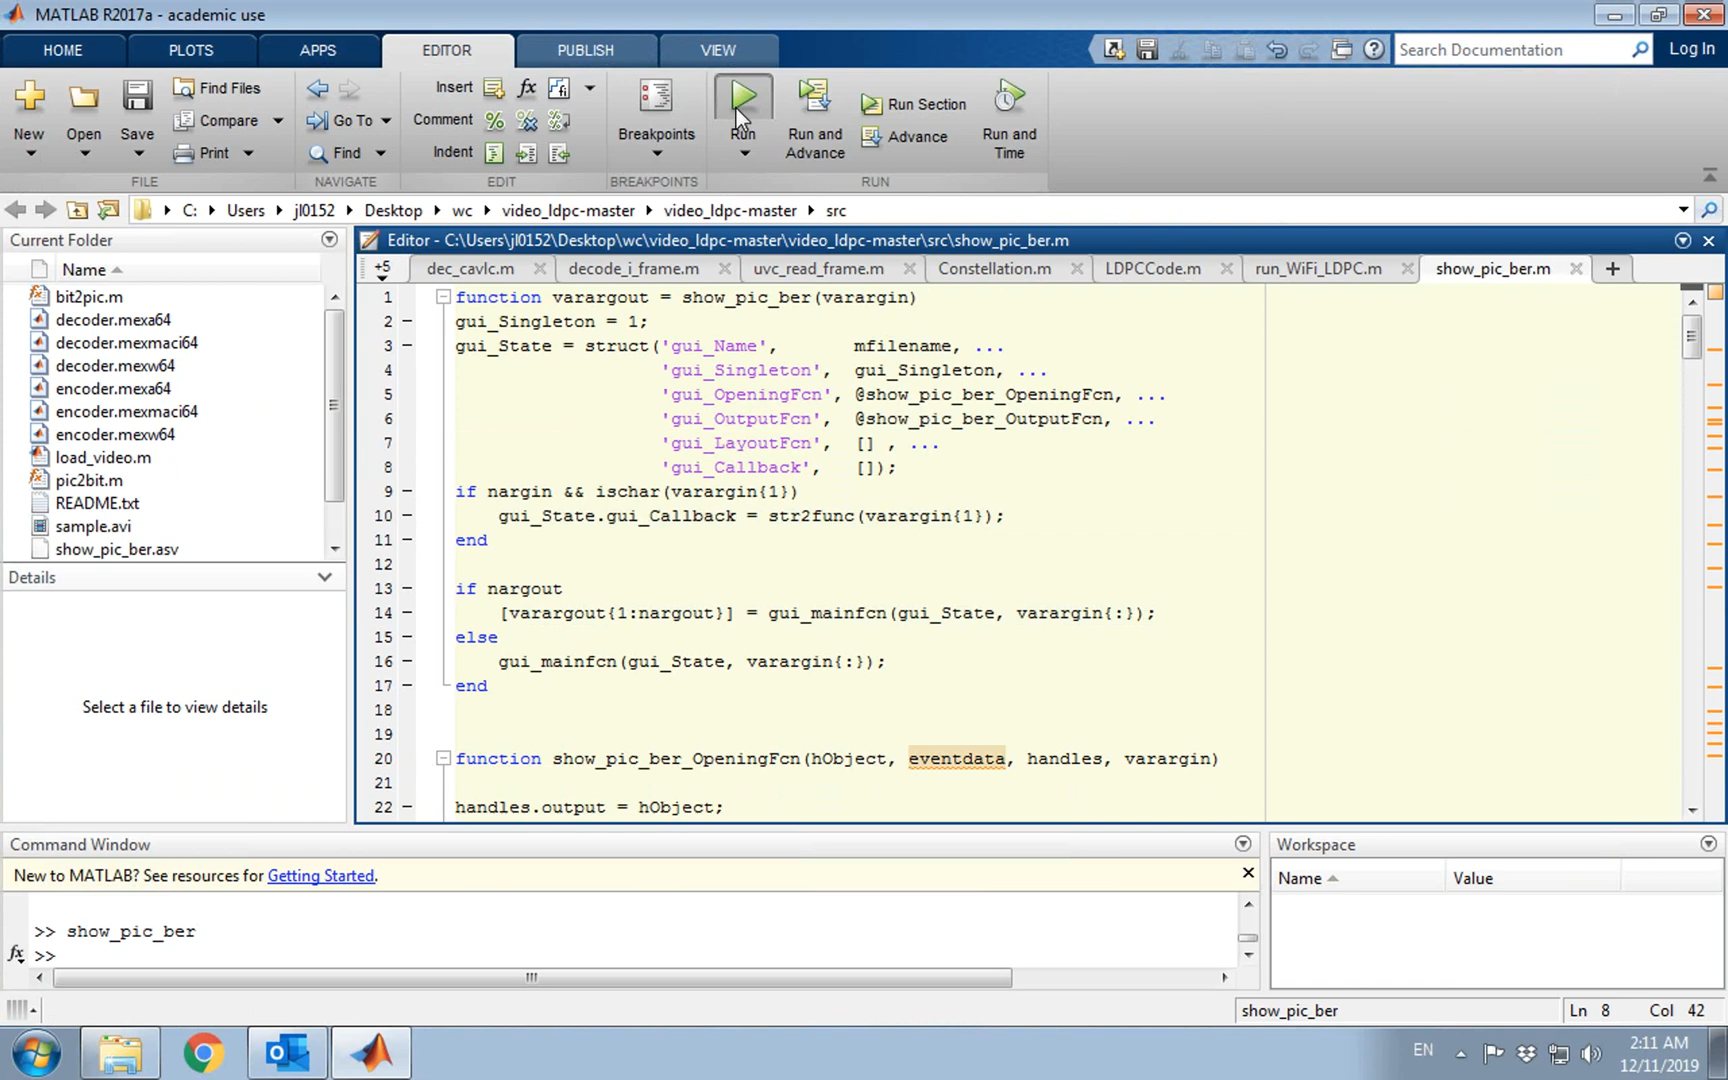 MATLAB R2017a - academic use
HOME
PLOTS
APPS
EDITOR
PUBLISH
VIEW
Search Documentation
Log In
New
Open
Save
Find Files
Compare
Print
Go To
Find
Insert
fx
Comment
Indent
Breakpoints
Run
Run and Advance
Run Section
Advance
Run and Time
FILE
NAVIGATE
EDIT
BREAKPOINTS
RUN
C: Users jl0152 Desktop wc video_ldpc-master video_ldpc-master src
Current Folder
Name
bit2pic.m
decoder.mexa64
decoder.mexmaci64
decoder.mexw64
encoder.mexa64
encoder.mexmaci64
encoder.mexw64
load_video.m
pic2bit.m
README.txt
sample.avi
show_pic_ber.asv
Details
Select a file to view details
Editor - C:\Users\jl0152\Desktop\wc\video_ldpc-master\video_ldpc-master\src\show_pic_ber.m
+5 dec_cavlc.m decode_i_frame.m uvc_read_frame.m Constellation.m LDPCCode.m run_WiFi_LDPC.m show_pic_ber.m
1 function varargout = show_pic_ber(varargin)
2 gui_Singleton = 1;
3 gui_State = struct('gui_Name', mfilename, ...
4 'gui_Singleton', gui_Singleton, ...
5 'gui_OpeningFcn', @show_pic_ber_OpeningFcn, ...
6 'gui_OutputFcn', @show_pic_ber_OutputFcn, ...
7 'gui_LayoutFcn', [] , ...
8 'gui_Callback', []);
9 if nargin && ischar(varargin{1})
10 gui_State.gui_Callback = str2func(varargin{1});
11 end
12
13 if nargout
14 [varargout{1:nargout}] = gui_mainfcn(gui_State, varargin{:});
15 else
16 gui_mainfcn(gui_State, varargin{:});
17 end
18
19
20 function show_pic_ber_OpeningFcn(hObject, eventdata, handles, varargin)
21
22 handles.output = hObject;
Command Window
New to MATLAB? See resources for Getting Started.
>> show_pic_ber
fx >>
Workspace
Name Value
show_pic_ber
Ln 8 Col 42
EN
2:11 AM
12/11/2019